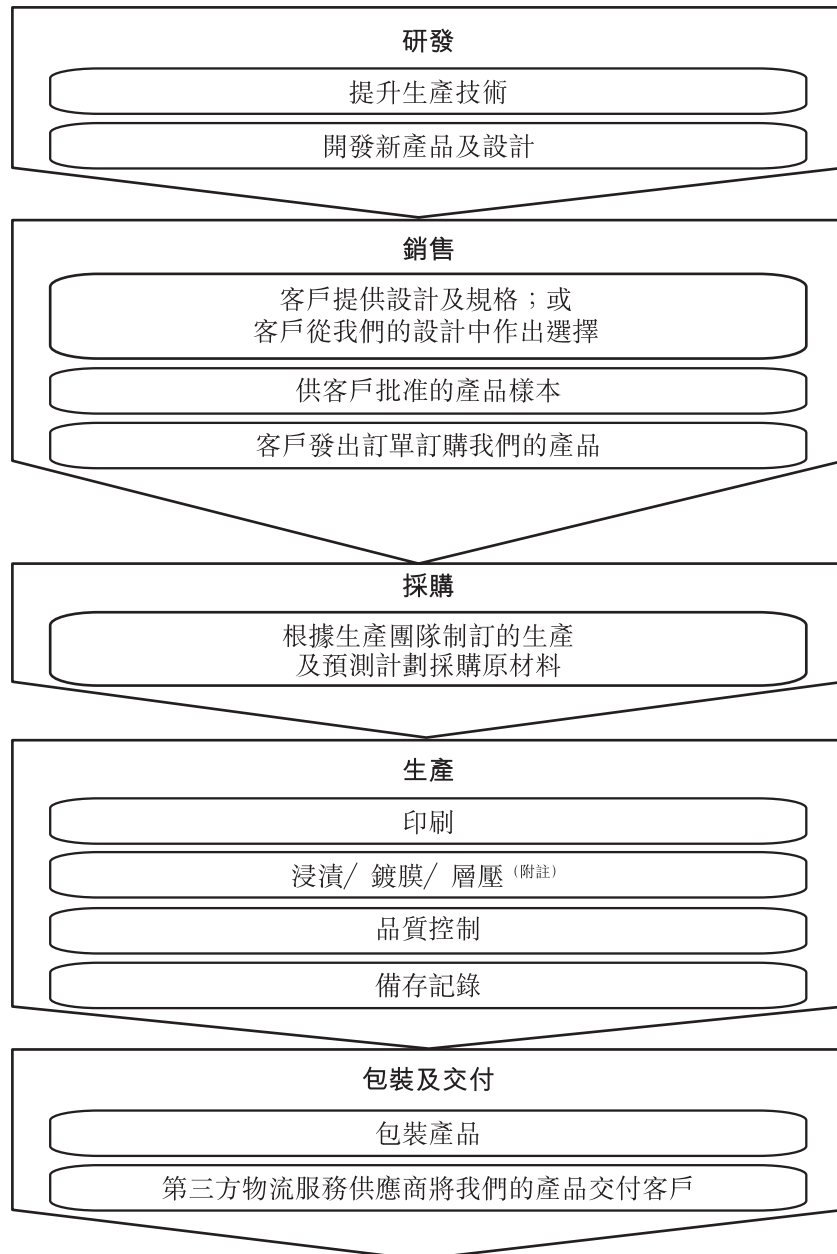 研發
提升生產技術
開發新產品及設計
銷售
客戶提供設計及規格；或
客戶從我們的設計中作出選擇
供客戶批准的產品樣本
客戶發出訂單訂購我們的產品
採購
根據生產團隊制訂的生產
及預測計劃採購原材料
生產
印刷
浸漬/ 鍍膜/ 層壓 (附註)
品質控制
備存記錄
包裝及交付
包裝產品
第三方物流服務供應商將我們的產品交付客戶